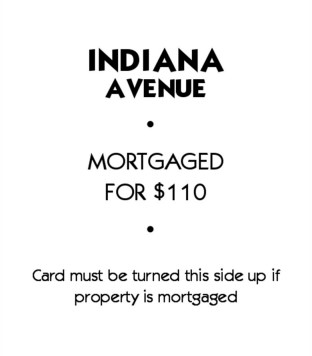 INDIANA
AVENUE
•
MORTGAGED
FOR $110
•
Card must be turned this side up if
property is mortgaged